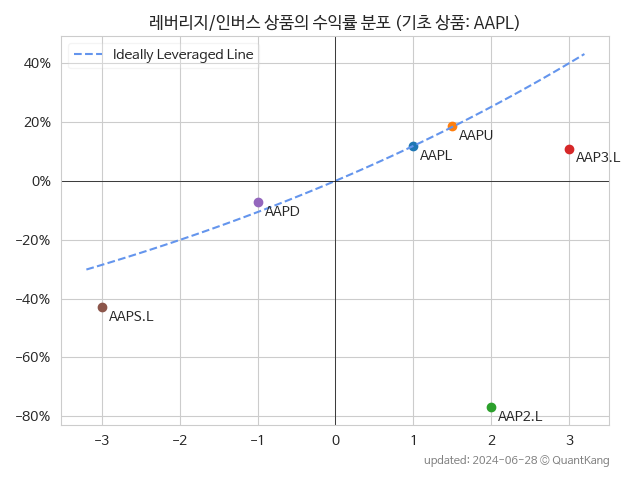 레버리지/인버스 상품의 수익률 분포 (기초 상품: AAPL)
Ideally Leveraged Line
40%
20%
0%
−20%
−40%
−60%
−80%
AAPU
AAPL
AAP3.L
AAPD
AAPS.L
AAP2.L
−3 −2 −1 0 1 2 3
updated: 2024-06-28 © QuantKang